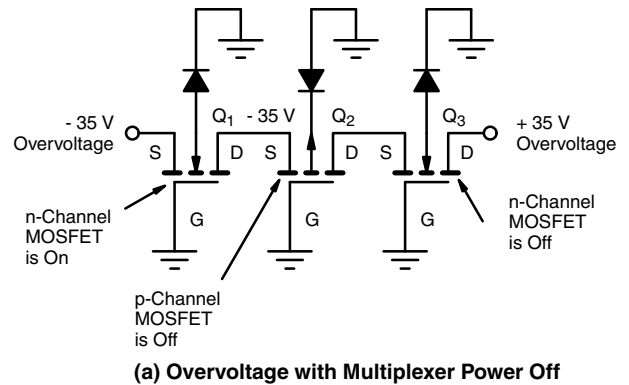 Q1 - 35 V Q2 Q3
- 35 V
Overvoltage
+ 35 V
Overvoltage
S D S D S D
G G G
n-Channel
MOSFET
is On
p-Channel
MOSFET
is Off
n-Channel
MOSFET
is Off
(a) Overvoltage with Multiplexer Power Off